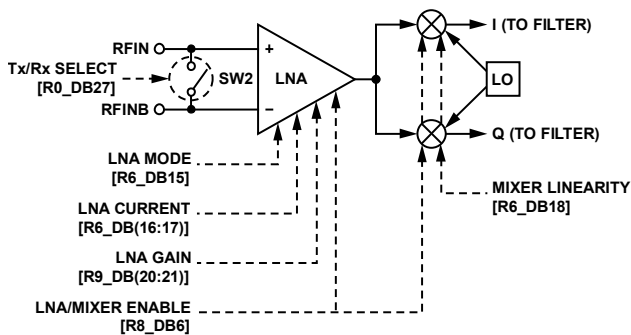 RFIN
I (TO FILTER)
+
Tx/Rx SELECT
[R0_DB27]
SW2
LNA
LO
RFINB
–
Q (TO FILTER)
LNA MODE
[R6_DB15]
MIXER LINEARITY
[R6_DB18]
LNA CURRENT
[R6_DB(16:17)]
LNA GAIN
[R9_DB(20:21)]
LNA/MIXER ENABLE
[R8_DB6]